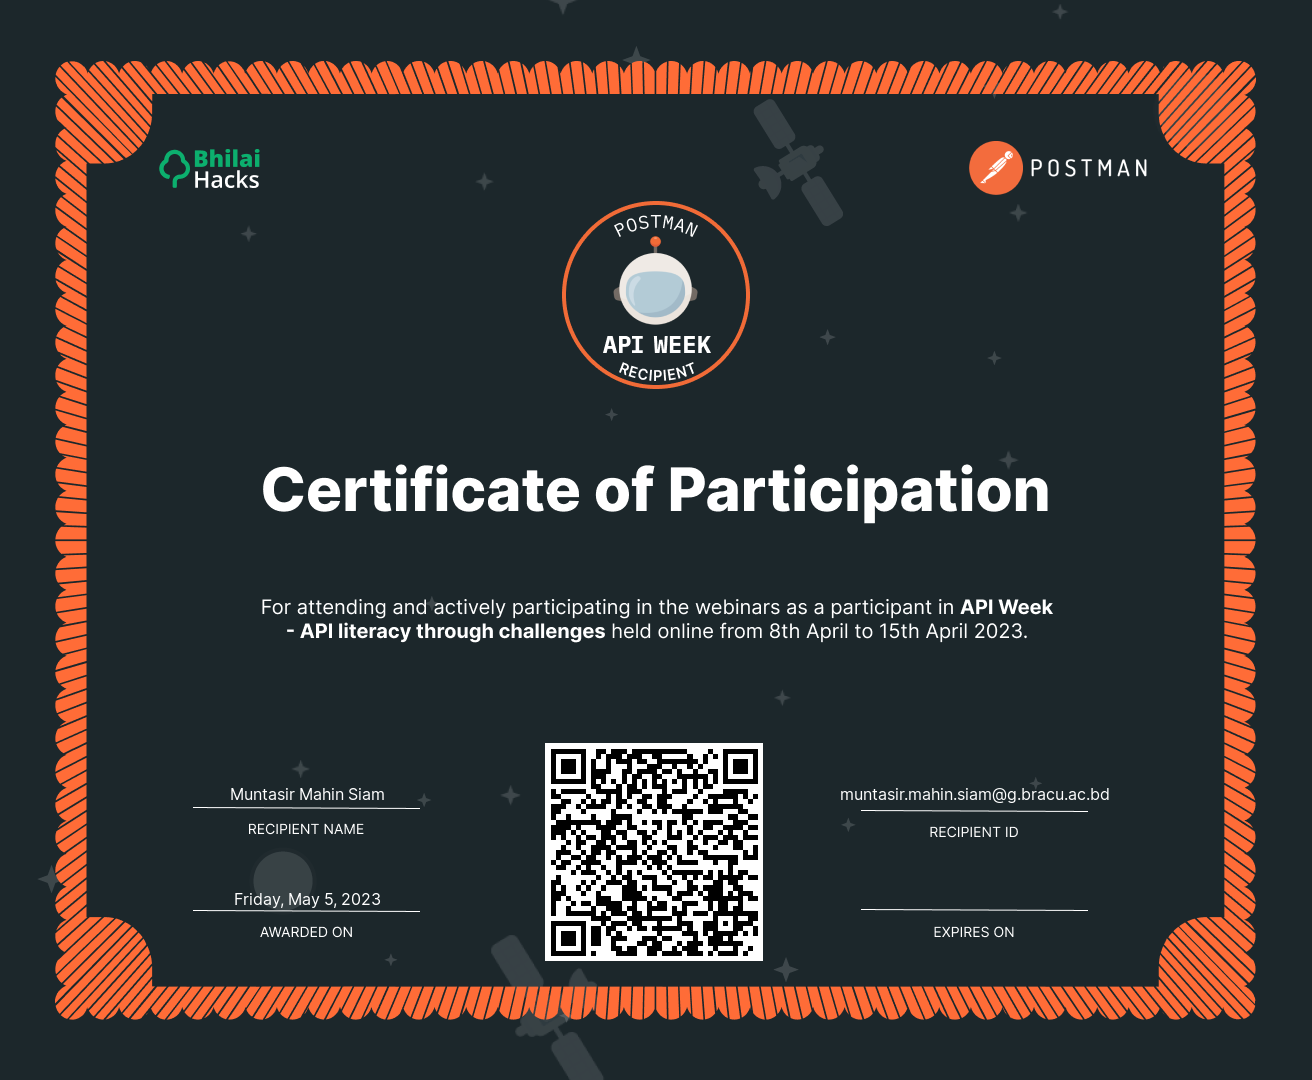 Bhilai
Hacks
POSTMAN
POSTMAN
API WEEK
RECIPIENT
Certificate of Participation
For attending and actively participating in the webinars as a participant in API Week
- API literacy through challenges held online from 8th April to 15th April 2023.
Muntasir Mahin Siam
RECIPIENT NAME
muntasir.mahin.siam@g.bracu.ac.bd
RECIPIENT ID
Friday, May 5, 2023
AWARDED ON
EXPIRES ON